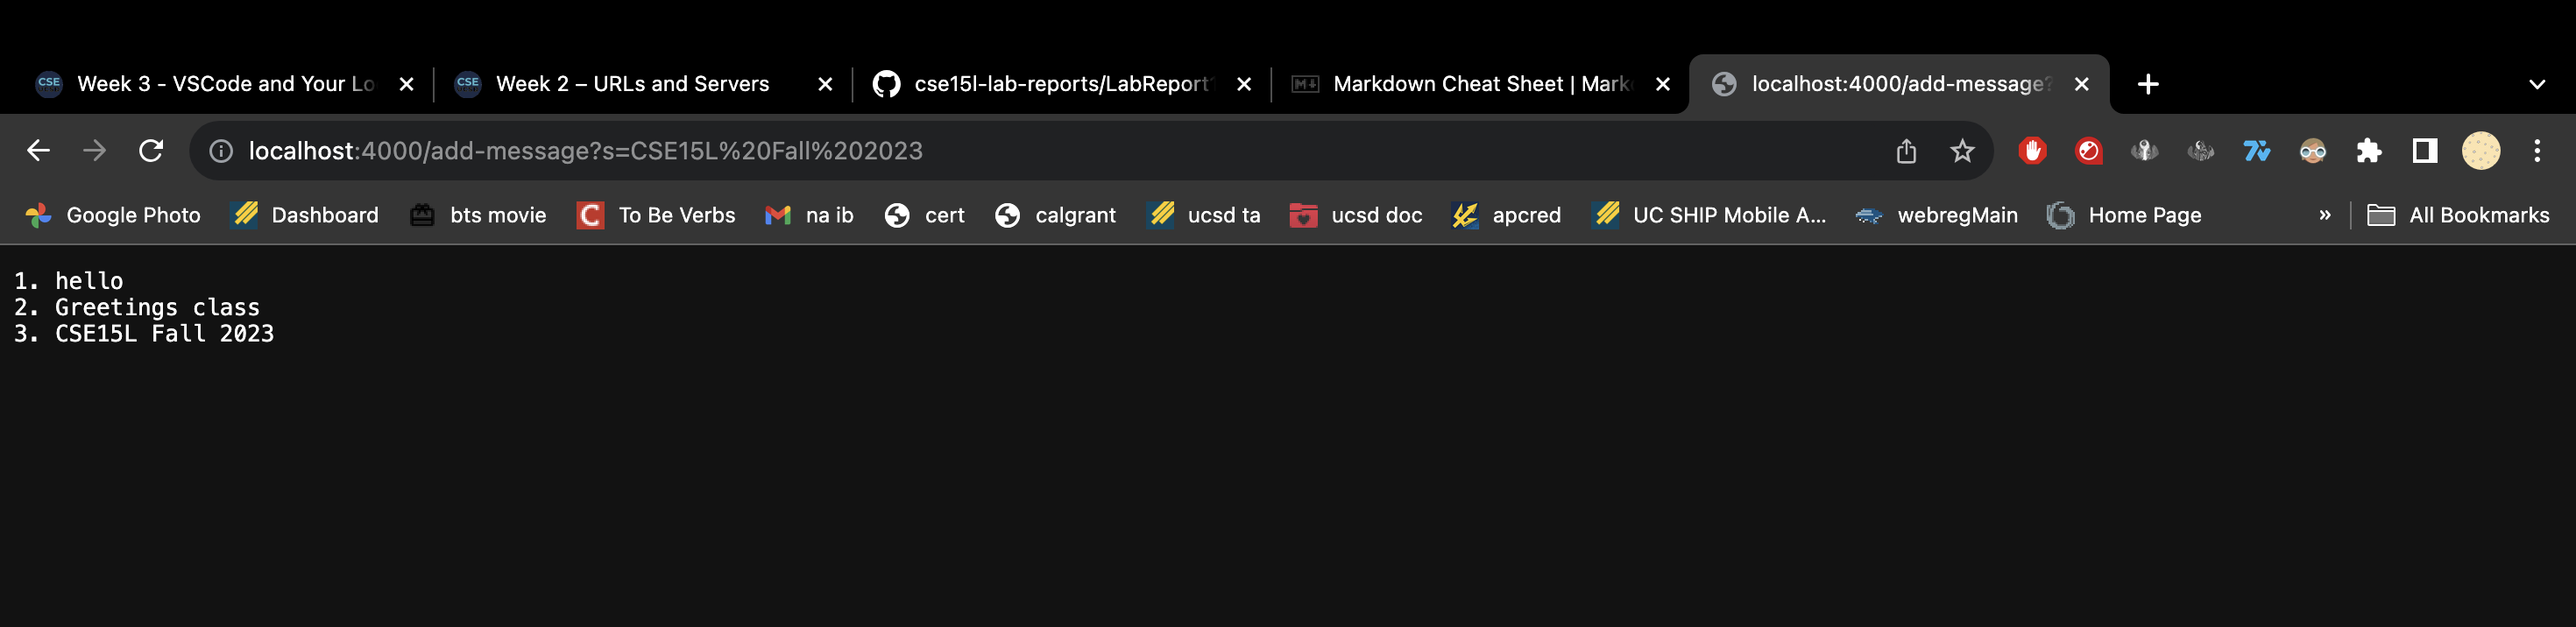 CSE Week 3 - VSCode and Your Lo CSE Week 2 – URLs and Servers cse15l-lab-reports/LabReport Markdown Cheat Sheet | Mark localhost:4000/add-message?
localhost:4000/add-message?s=CSE15L%20Fall%202023
Google Photo Dashboard bts movie C To Be Verbs na ib cert calgrant ucsd ta ucsd doc apcred UC SHIP Mobile A... webregMain Home Page » All Bookmarks
1. hello
2. Greetings class
3. CSE15L Fall 2023